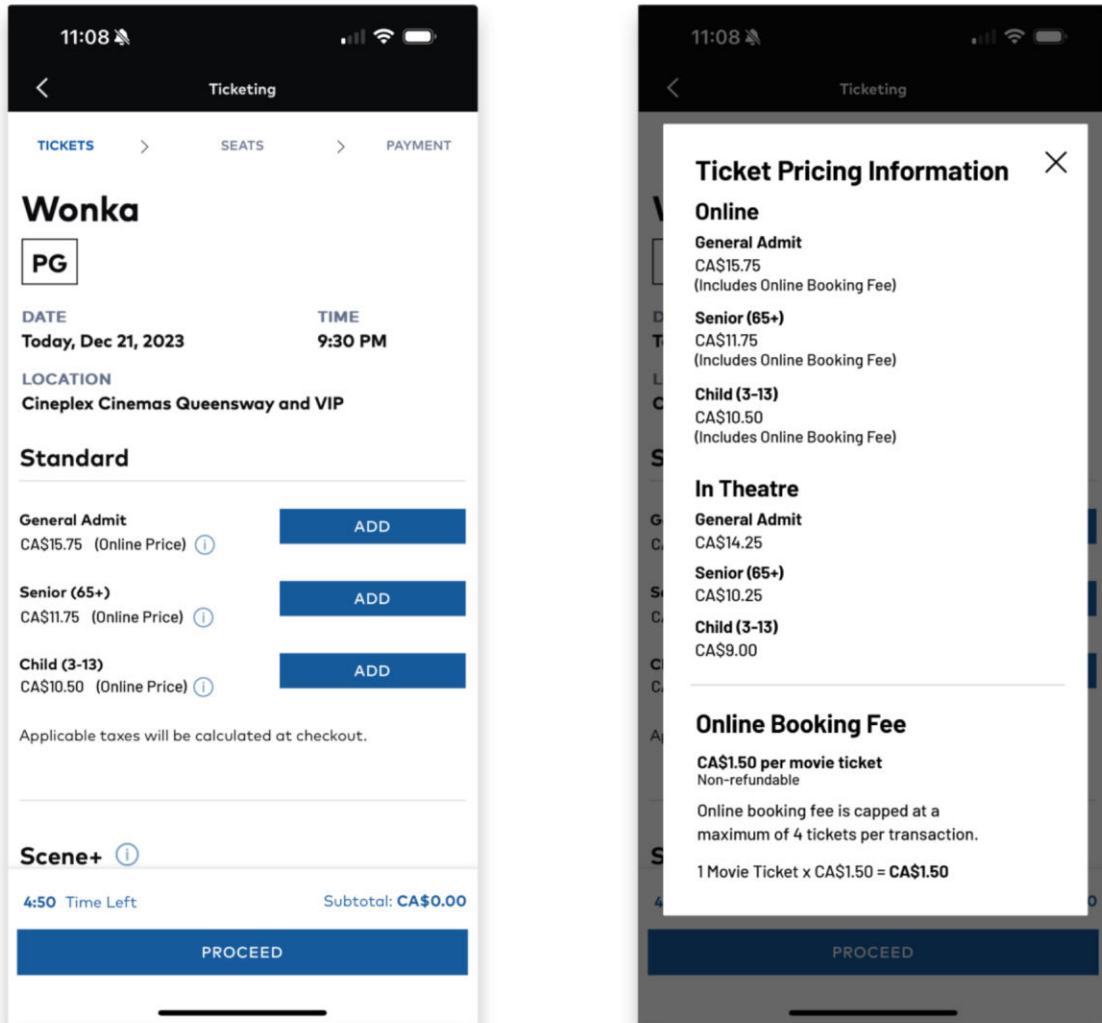 11:08
Ticketing
TICKETS > SEATS > PAYMENT
Wonka
PG
DATE TIME
Today, Dec 21, 2023 9:30 PM
LOCATION
Cineplex Cinemas Queensway and VIP
Standard
General Admit
ADD
CA$15.75 (Online Price)
Senior (65+)
ADD
CA$11.75 (Online Price)
Child (3-13)
ADD
CA$10.50 (Online Price)
Applicable taxes will be calculated at checkout.
Scene+
4:50 Time Left Subtotal: CA$0.00
PROCEED
11:08
Ticketing
Ticket Pricing Information
Online
General Admit
CA$15.75
(Includes Online Booking Fee)
Senior (65+)
CA$11.75
(Includes Online Booking Fee)
Child (3-13)
CA$10.50
(Includes Online Booking Fee)
In Theatre
General Admit
CA$14.25
Senior (65+)
CA$10.25
Child (3-13)
CA$9.00
Online Booking Fee
CA$1.50 per movie ticket
Non-refundable
Online booking fee is capped at a
maximum of 4 tickets per transaction.
1 Movie Ticket x CA$1.50 = CA$1.50
PROCEED